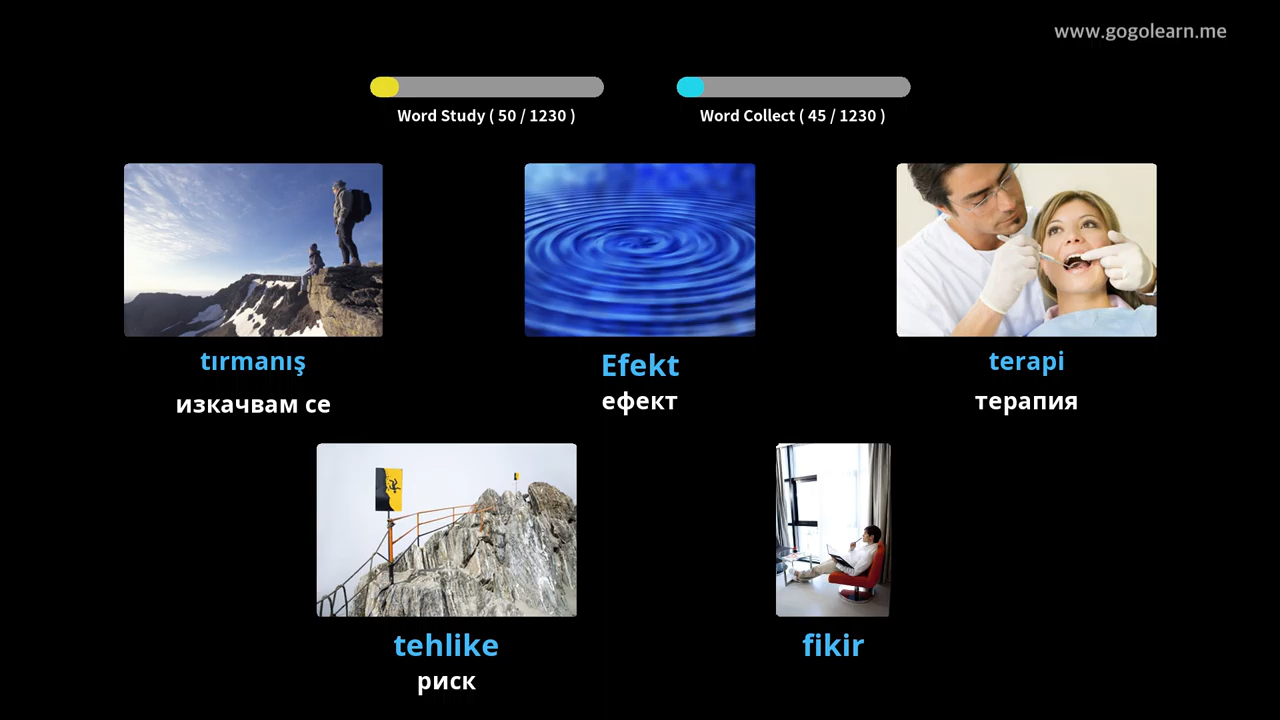 www.gogolearn.me
Word Study ( 50 / 1230 )
Word Collect ( 45 / 1230 )
tırmanış
изкачвам се
Efekt
ефект
terapi
терапия
tehlike
риск
fikir